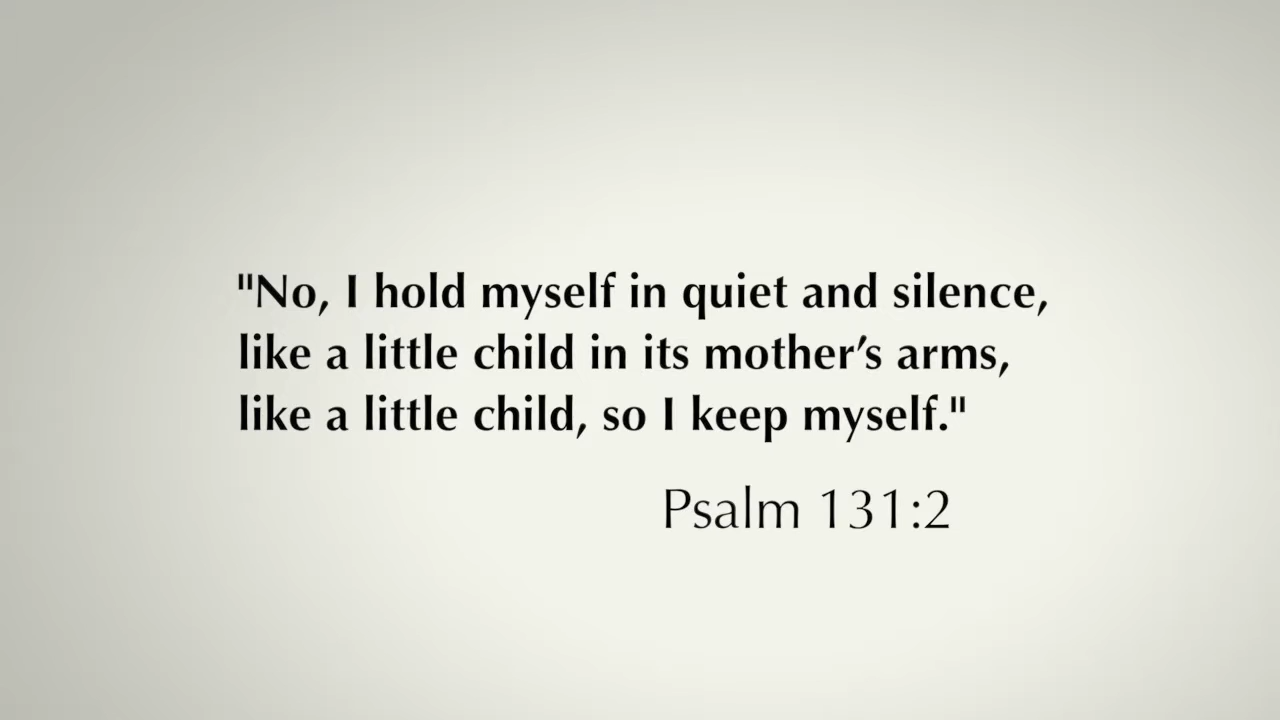 "No, I hold myself in quiet and silence,
like a little child in its mother’s arms,
like a little child, so I keep myself."
Psalm 131:2